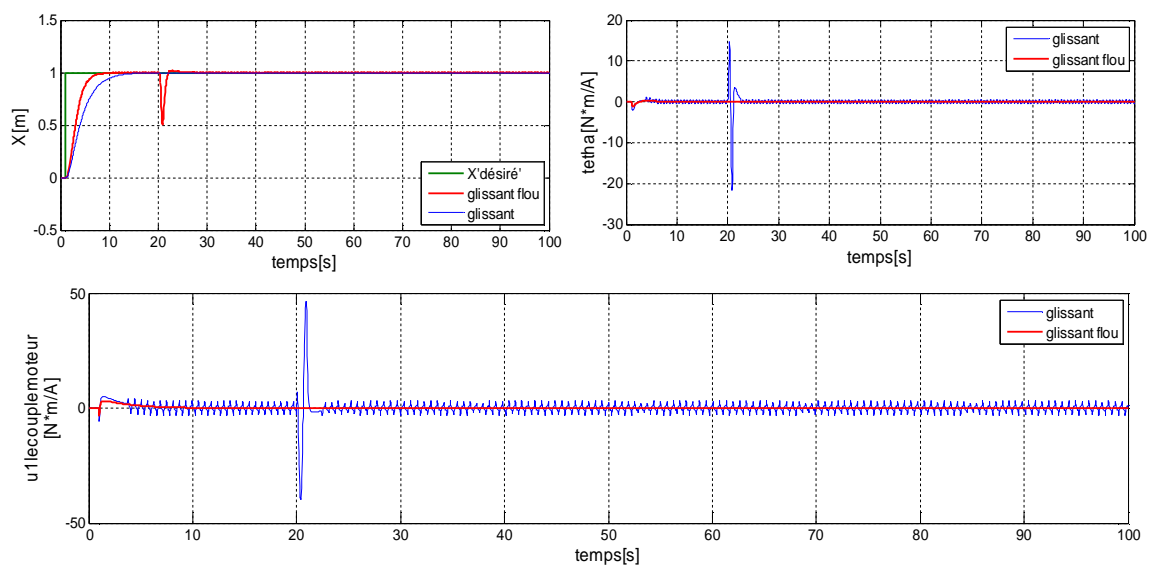 1.5
1
0.5
0
-0.5
X[m]
0 10 20 30 40 50 60 70 80 90 100
temps[s]
X'désiré'
glissant flou
glissant
20
10
0
-10
-20
-30
tetha[N*m/A]
0 10 20 30 40 50 60 70 80 90 100
temps[s]
glissant
glissant flou
50
0
-50
u1lecouplemoteur
[N*m/A]
0 10 20 30 40 50 60 70 80 90 100
temps[s]
glissant
glissant flou